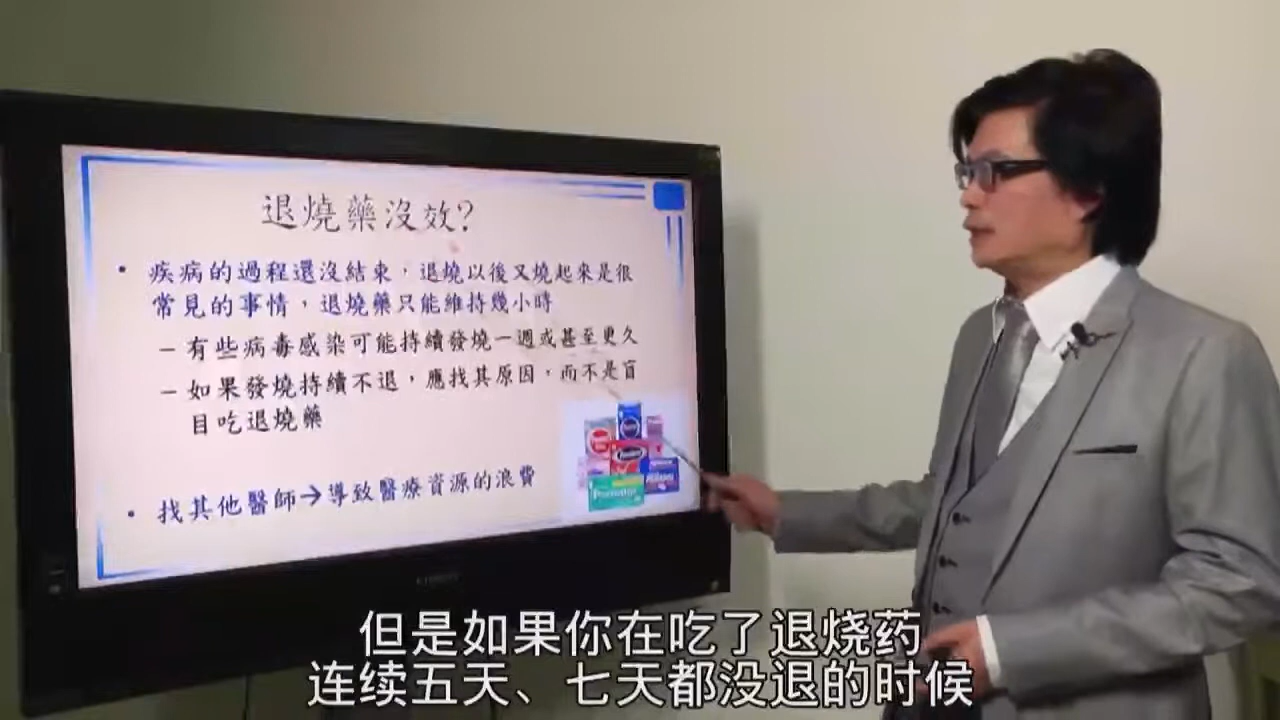 退燒藥沒效?
• 疾病的過程還沒結束，退燒以後又燒起來是很
常見的事情，退燒藥只能維持幾小時
– 有些病毒感染可能持續發燒一週或甚至更久
– 如果發燒持續不退，應找其原因，而不是盲
目吃退燒藥
• 找其他醫師→導致醫療資源的浪費
但是如果你在吃了退烧药
连续五天、七天都没退的时候